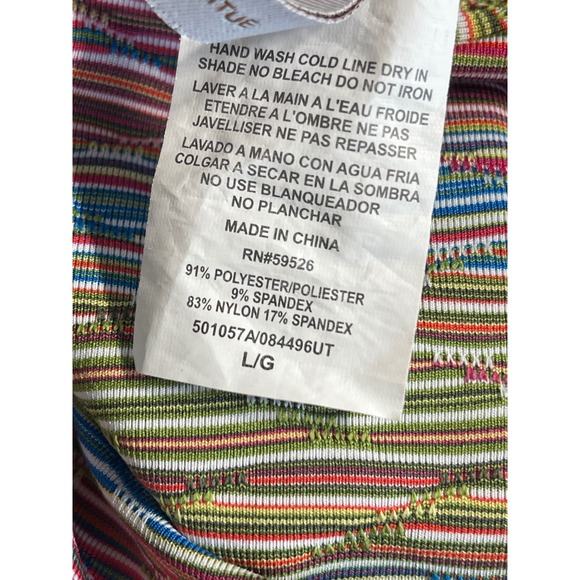 ITUÉ
HAND WASH COLD LINE DRY IN
SHADE NO BLEACH DO NOT IRON
LAVER A LA MAIN A L'EAU FROIDE
ETENDRE A L'OMBRE NE PAS
JAVELLISER NE PAS REPASSER
LAVADO A MANO CON AGUA FRIA
COLGAR A SECAR EN LA SOMBRA
NO USE BLANQUEADOR
NO PLANCHAR
MADE IN CHINA
RN#59526
91% POLYESTER/POLIESTER
9% SPANDEX
83% NYLON 17% SPANDEX
501057A/084496UT
L/G